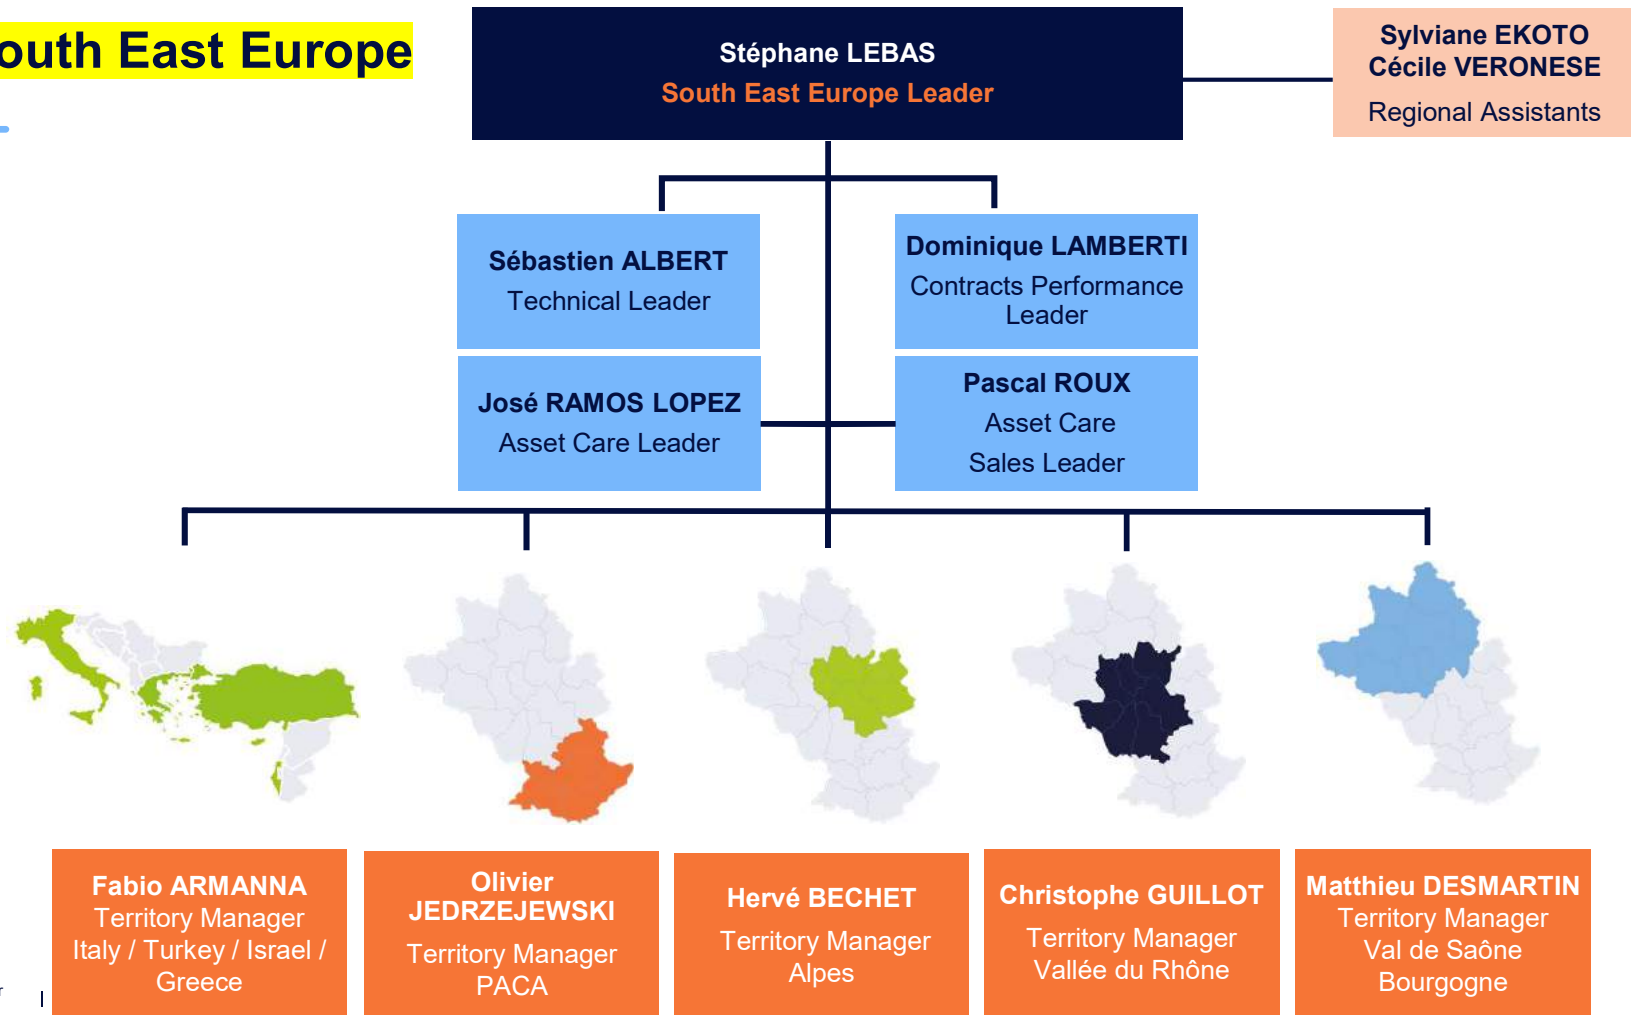 outh East Europe
Stéphane LEBAS
South East Europe Leader
Sylviane EKOTO
Cécile VERONESE
Regional Assistants
Sébastien ALBERT
Technical Leader
Dominique LAMBERTI
Contracts Performance
Leader
José RAMOS LOPEZ
Asset Care Leader
Pascal ROUX
Asset Care
Sales Leader
Fabio ARMANNA
Territory Manager
Italy / Turkey / Israel /
Greece
Olivier
JEDRZEJEWSKI
Territory Manager
PACA
Hervé BECHET
Territory Manager
Alpes
Christophe GUILLOT
Territory Manager
Vallée du Rhône
Matthieu DESMARTIN
Territory Manager
Val de Saône
Bourgogne
r |